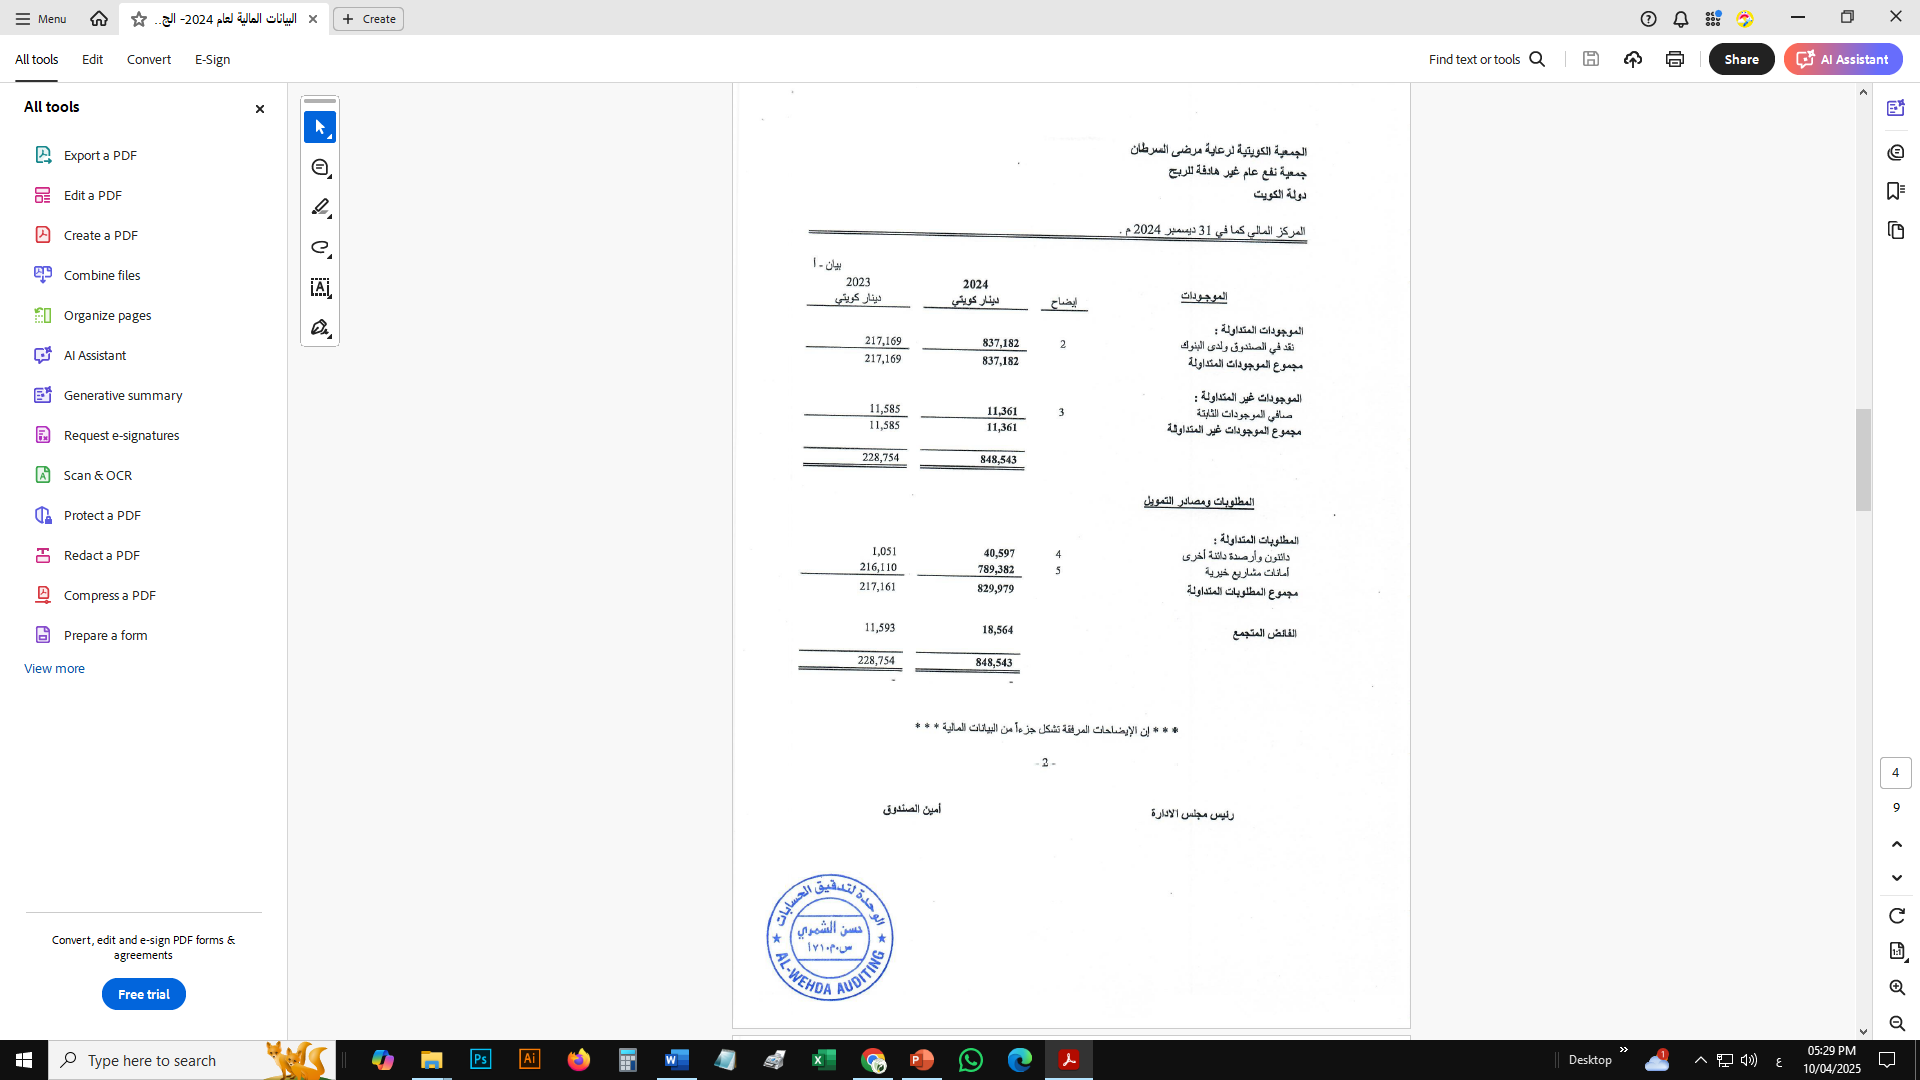 Menu
البيانات المالية لعام 2024- الج..
Create
All tools
Edit
Convert
E-Sign
Find text or tools
Share
AI Assistant
All tools
Export a PDF
Edit a PDF
Create a PDF
Combine files
Organize pages
AI Assistant
Generative summary
Request e-signatures
Scan & OCR
Protect a PDF
Redact a PDF
Compress a PDF
Prepare a form
View more
Convert, edit and e-sign PDF forms &
agreements
Free trial
الجمعية الكويتية لرعاية مرضى السرطان
جمعية نفع عام غير هادفة للربح
دولة الكويت
المركز المالي كما في 31 ديسمبر 2024 م .
بيان - أ
2024 2023
الموجودات إيضاح دينار كويتي دينار كويتي
الموجودات المتداولة :
نقد في الصندوق ولدى البنوك 2 837,182 217,169
مجموع الموجودات المتداولة 837,182 217,169
الموجودات غير المتداولة :
صافي الموجودات الثابتة 3 11,361 11,585
مجموع الموجودات غير المتداولة 11,361 11,585
848,543 228,754
المطلوبات ومصادر التمويل
المطلوبات المتداولة :
دائنون وأرصدة دائنة أخرى 4 40,597 1,051
أمانات مشاريع خيرية 5 789,382 216,110
مجموع المطلوبات المتداولة 829,979 217,161
الفائض المتجمع 18,564 11,593
848,543 228,754
- -
* * * إن الإيضاحات المرفقة تشكل جزءاً من البيانات المالية * * *
- 2 -
رئيس مجلس الادارة أمين الصندوق
الوحدة لتدقيق الحسابات
حسن الشمري
س.م.١٧١٠
AL-WEHDA AUDITING
4
9
1:1
Type here to search
Ps
Ai
Desktop
1
ع
05:29 PM
10/04/2025